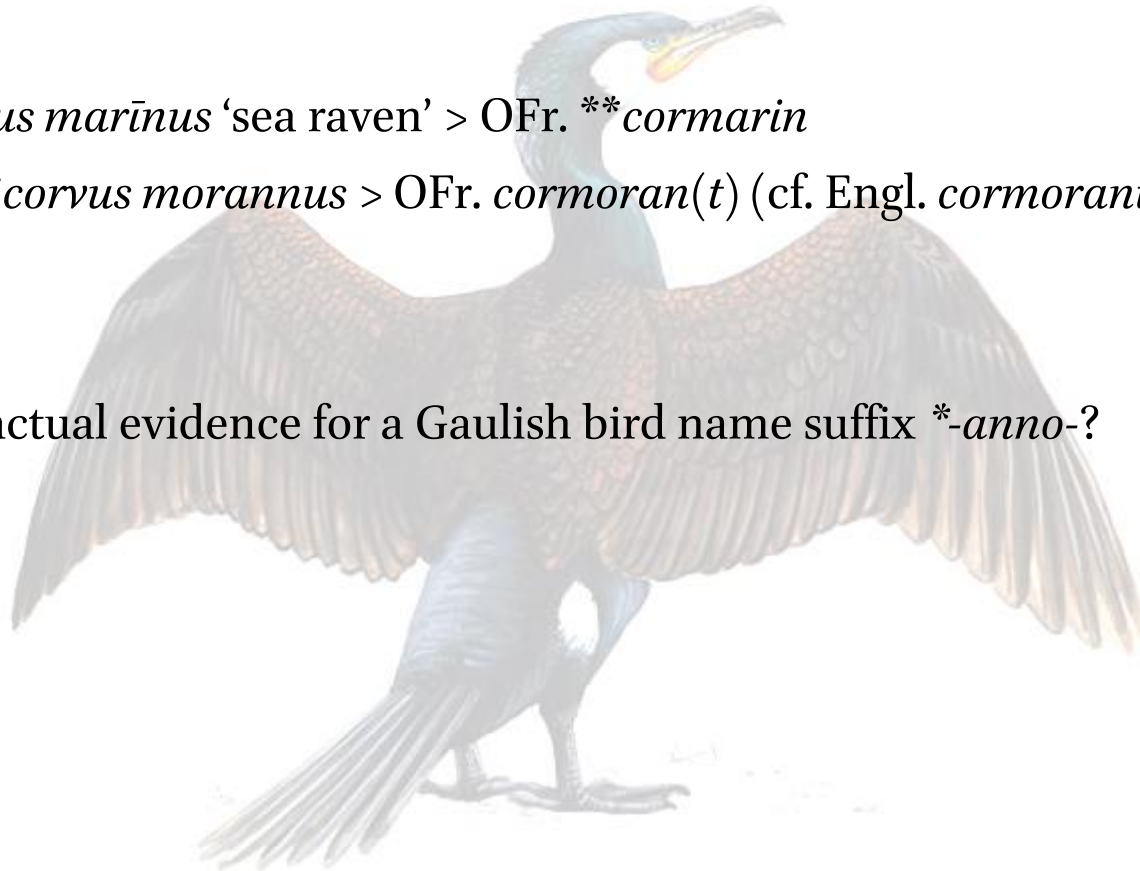 us marīnus ‘sea raven’ > OFr. **cormarin
corvus morannus > OFr. cormoran(t) (cf. Engl. cormorant
actual evidence for a Gaulish bird name suffix *-anno-?